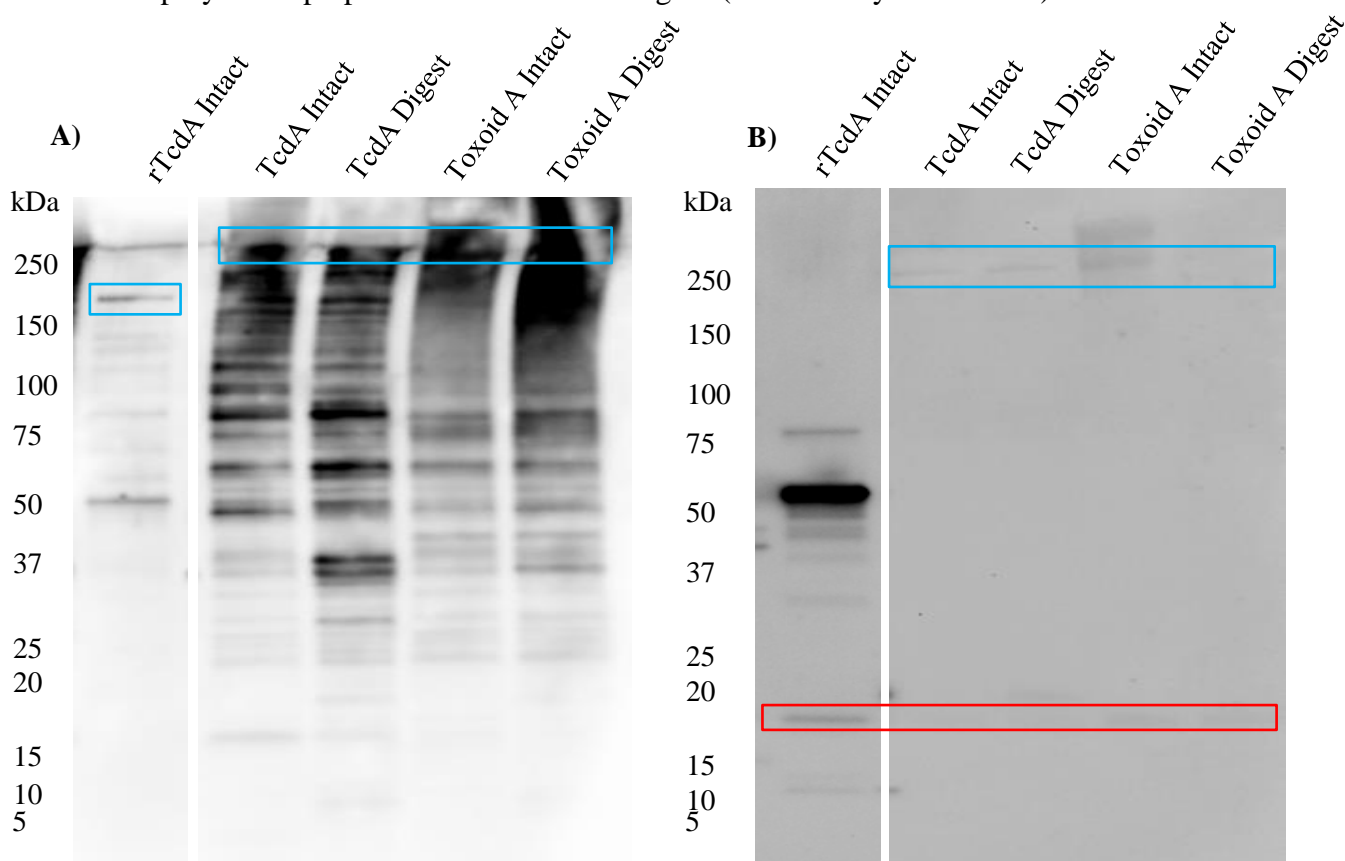 A)
rTcdA Intact
TcdA Intact
TcdA Digest
Toxoid A Intact
Toxoid A Digest
kDa
250
150
100
75
50
37
25
20
15
10
5
B)
rTcdA Intact
TcdA Intact
TcdA Digest
Toxoid A Intact
Toxoid A Digest
kDa
250
150
100
75
50
37
25
20
15
10
5